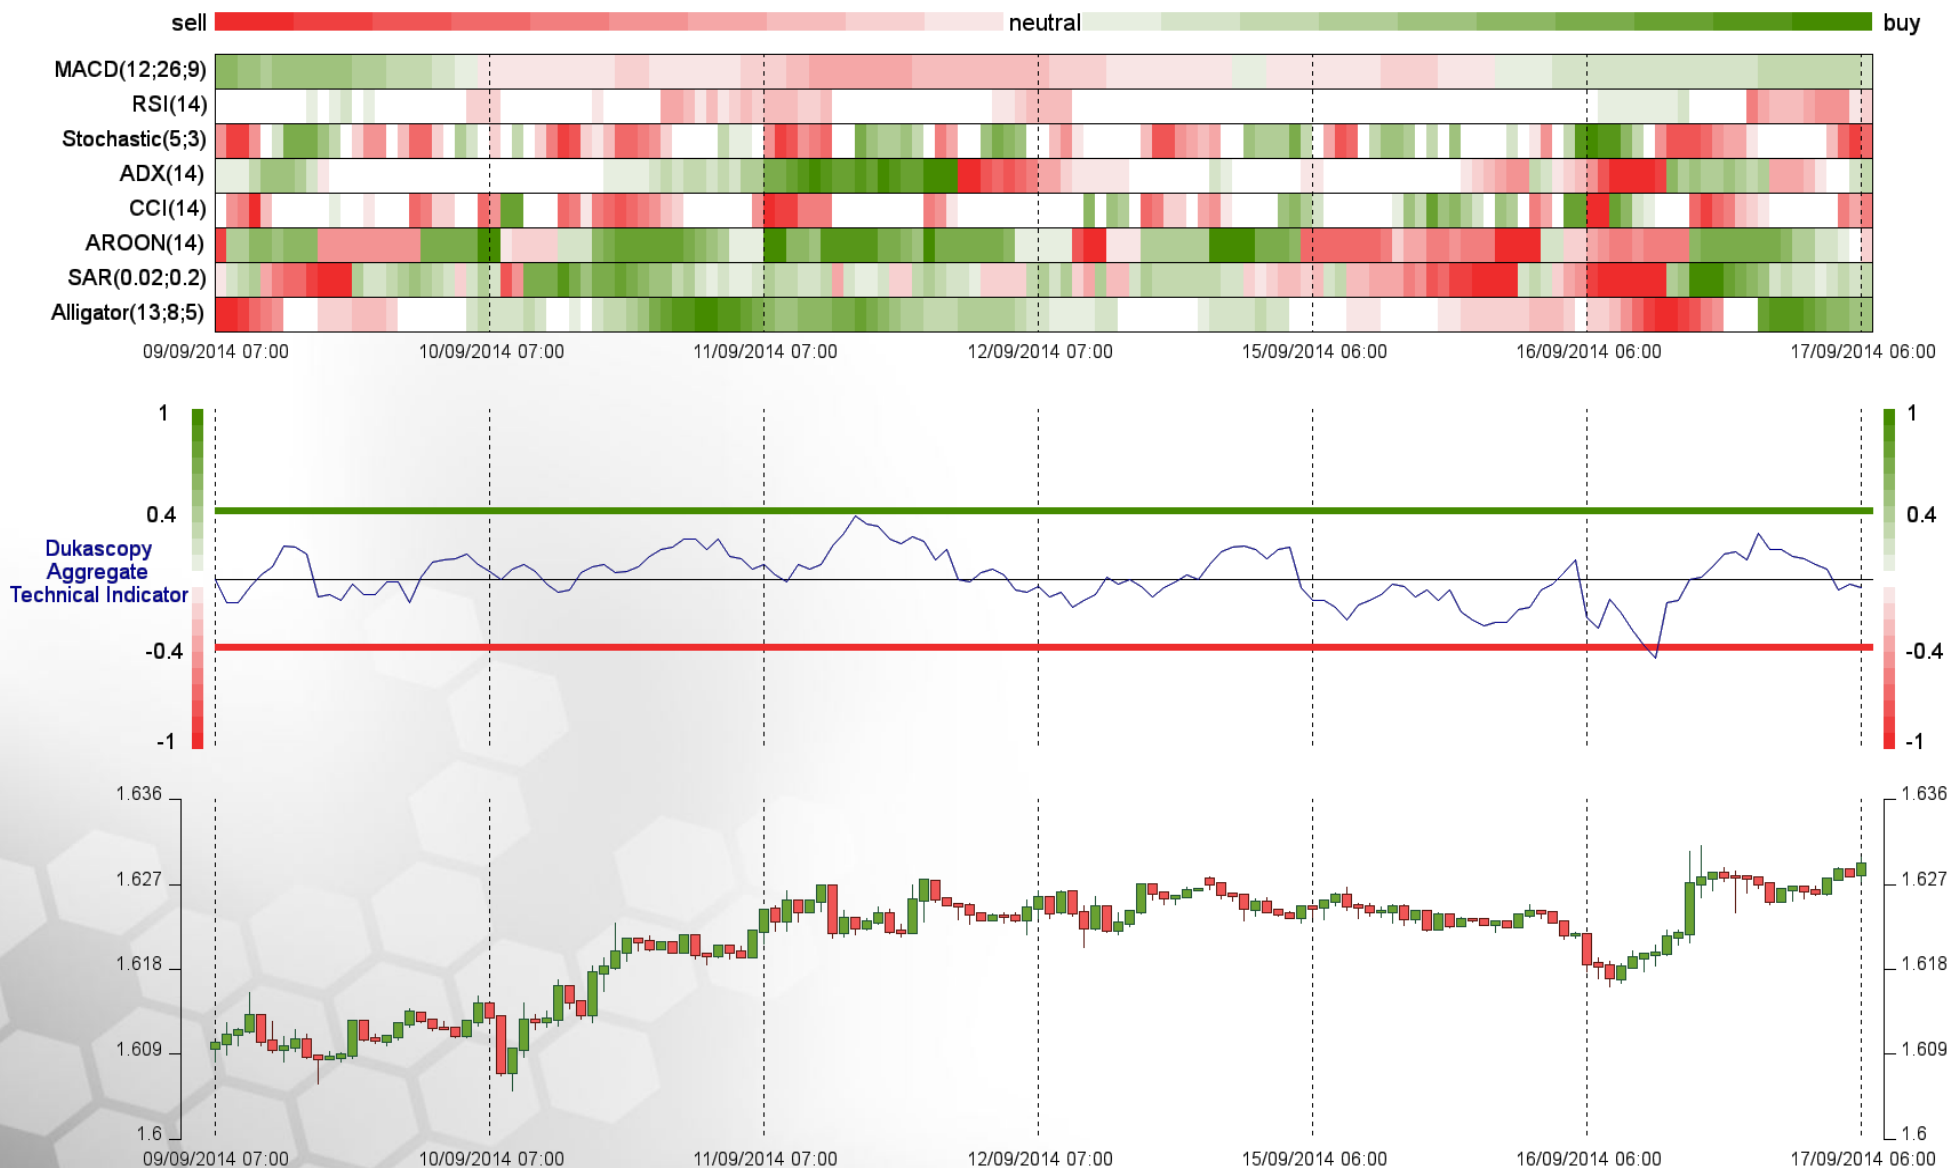 sell neutral buy
MACD(12;26;9)
RSI(14)
Stochastic(5;3)
ADX(14)
CCI(14)
AROON(14)
SAR(0.02;0.2)
Alligator(13;8;5)
09/09/2014 07:00 10/09/2014 07:00 11/09/2014 07:00 12/09/2014 07:00 15/09/2014 06:00 16/09/2014 06:00 17/09/2014 06:00
1 1
0.4 0.4
Dukascopy
Aggregate
Technical Indicator
-0.4 -0.4
-1 -1
1.636 1.636
1.627 1.627
1.618 1.618
1.609 1.609
1.6 1.6
09/09/2014 07:00 10/09/2014 07:00 11/09/2014 07:00 12/09/2014 07:00 15/09/2014 06:00 16/09/2014 06:00 17/09/2014 06:00